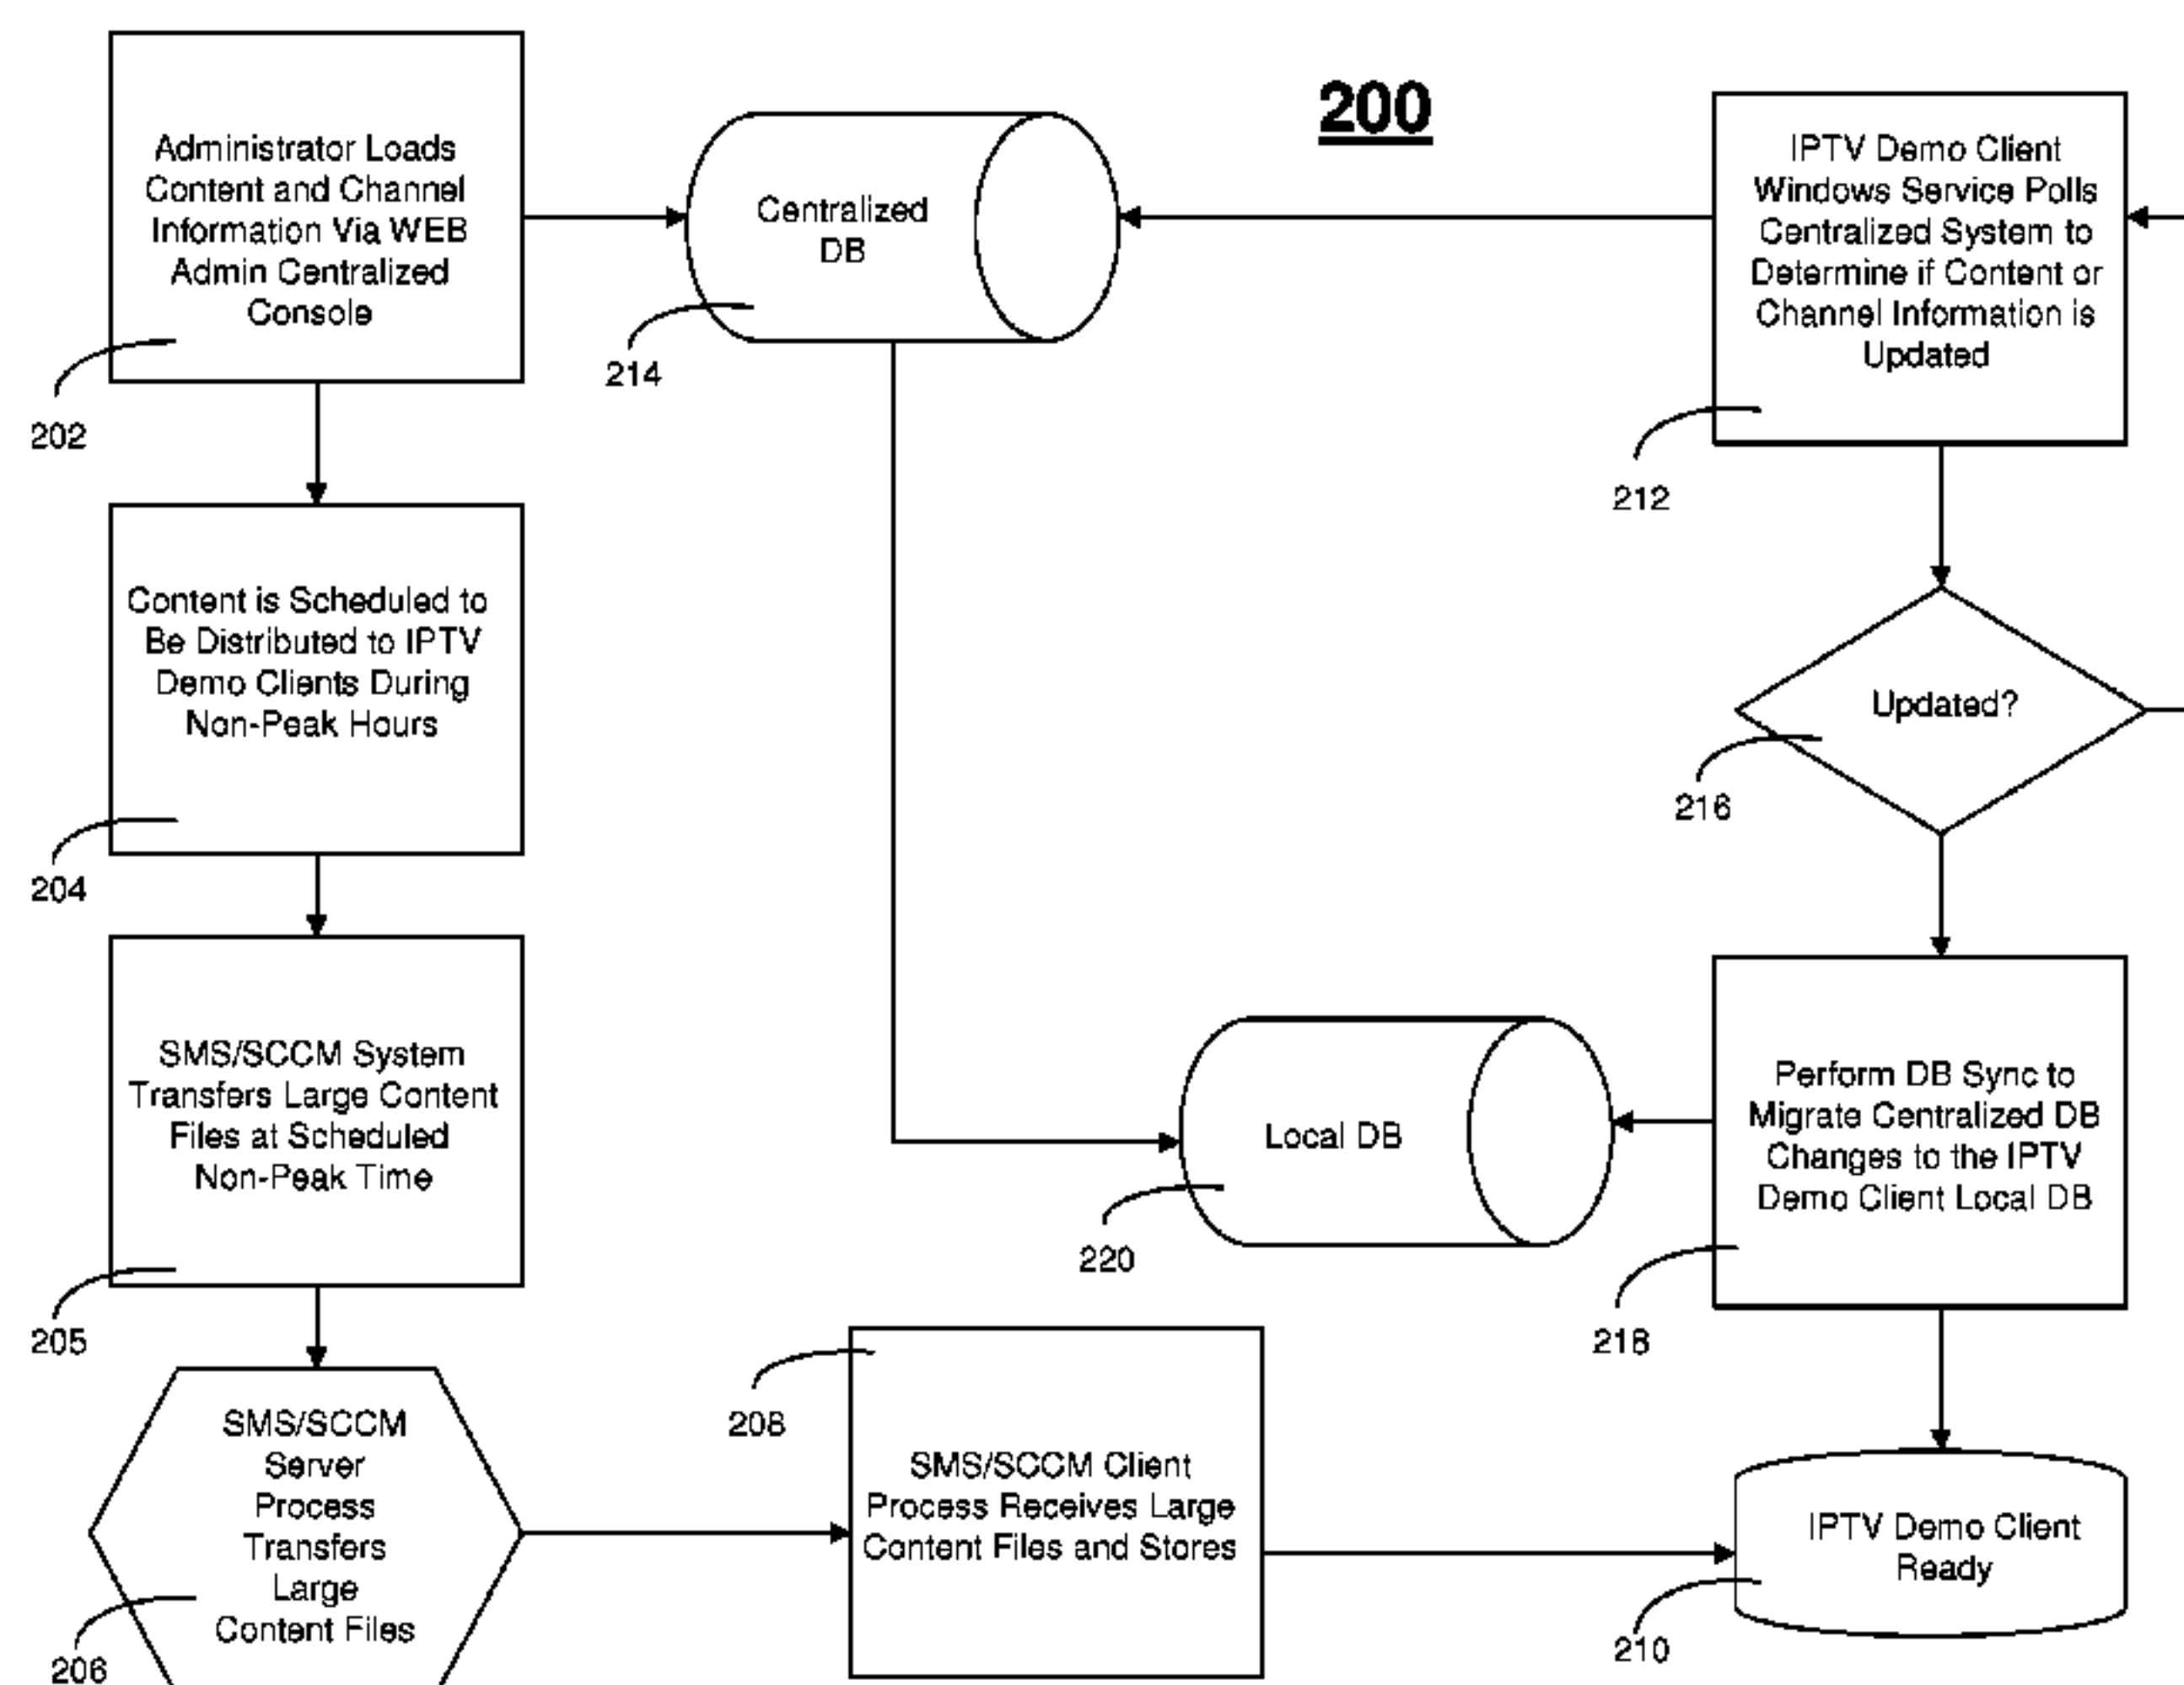 200
Administrator Loads
Content and Channel
Information Via WEB
Admin Centralized
Console
202
Centralized
DB
214
IPTV Demo Client
Windows Service Polls
Centralized System to
Determine if Content or
Channel Information is
Updated
212
Content is Scheduled to
Be Distributed to IPTV
Demo Clients During
Non-Peak Hours
204
Updated?
216
SMS/SCCM System
Transfers Large Content
Files at Scheduled
Non-Peak Time
205
Local DB
220
Perform DB Sync to
Migrate Centralized DB
Changes to the IPTV
Demo Client Local DB
218
SMS/SCCM
Server
Process
Transfers
Large
Content Files
206
208
SMS/SCCM Client
Process Receives Large
Content Files and Stores
IPTV Demo Client
Ready
210